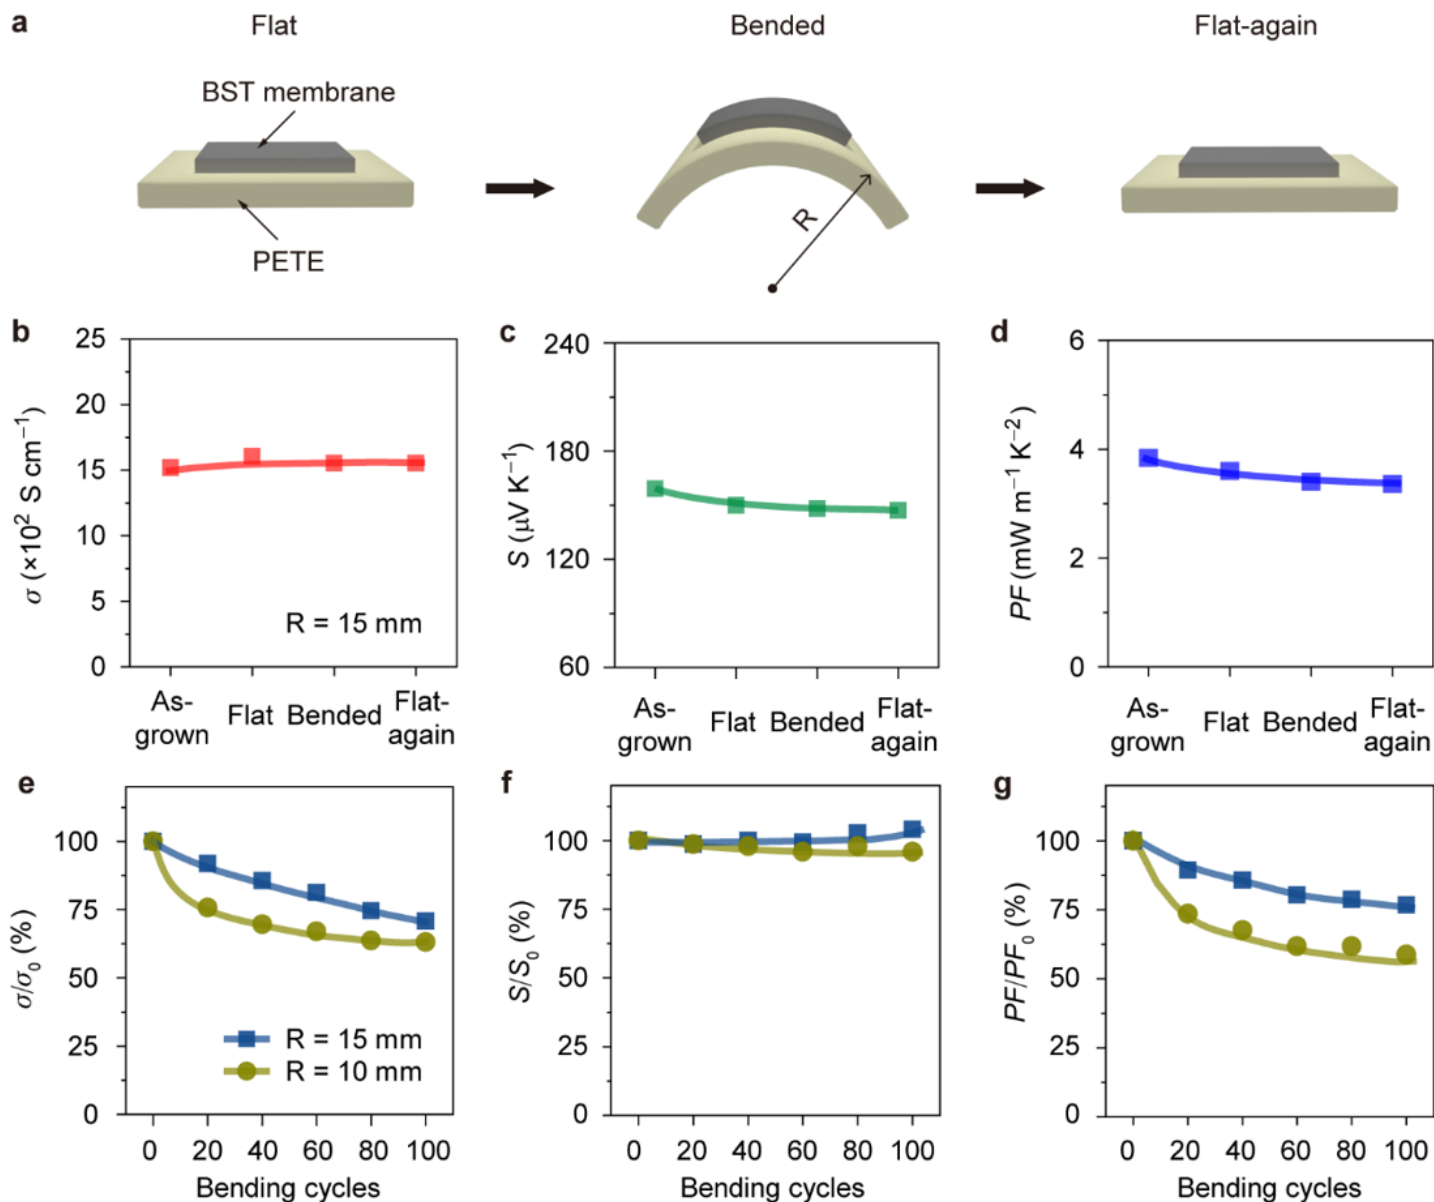 a
Flat
Bended
Flat-again
BST membrane
PETE
R
b
25
20
15
10
5
0
σ (×10² S cm⁻¹)
R = 15 mm
As-
grown
Flat
Bended
Flat-
again
c
240
180
120
60
S (μV K⁻¹)
As-
grown
Flat
Bended
Flat-
again
d
6
4
2
0
PF (mW m⁻¹ K⁻²)
As-
grown
Flat
Bended
Flat-
again
e
100
75
50
25
0
σ/σ₀ (%)
R = 15 mm
R = 10 mm
0 20 40 60 80 100
Bending cycles
f
100
75
50
25
0
S/S₀ (%)
0 20 40 60 80 100
Bending cycles
g
100
75
50
25
0
PF/PF₀ (%)
0 20 40 60 80 100
Bending cycles